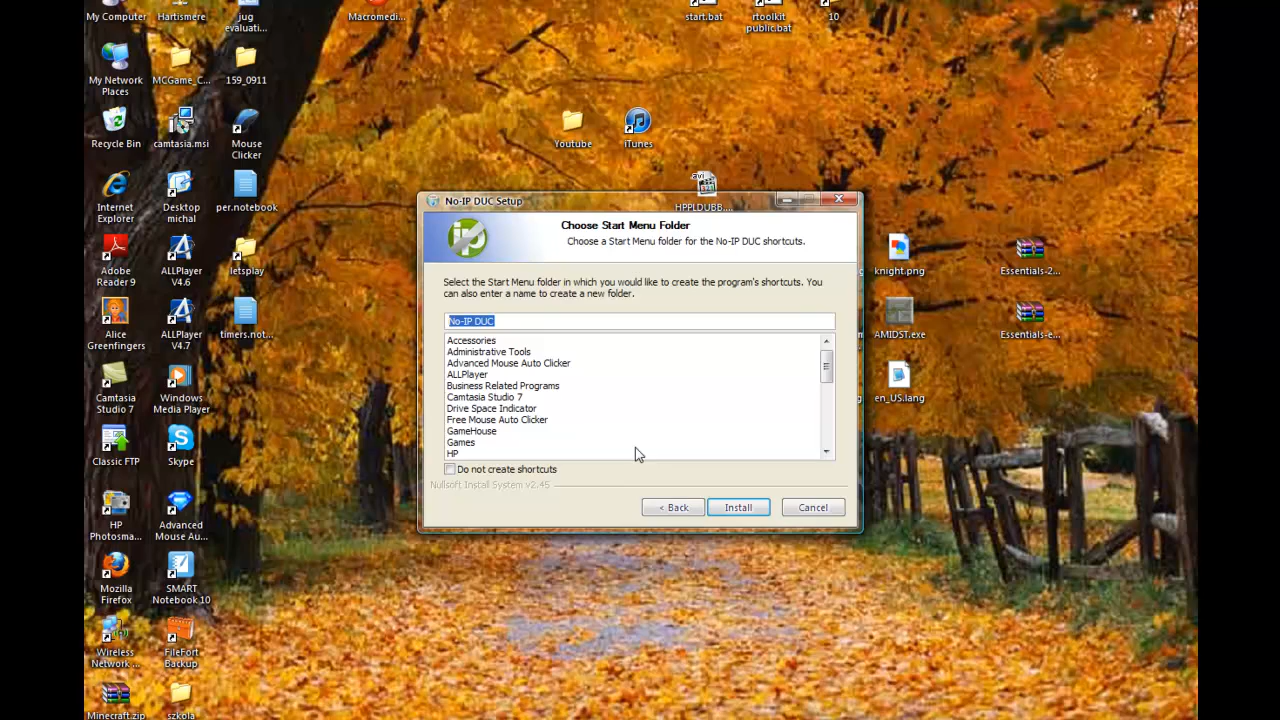 My Computer
Hartismere
jug
evaluati...
Macromedi...
start.bat
rtoolkit
public.bat
10
My Network
Places
MCGame_C...
159_0911
Recycle Bin
camtasia.msi
Mouse
Clicker
Youtube
iTunes
avi
HPPLDUBB....
Internet
Explorer
Desktop
michal
per.notebook
Adobe
Reader 9
ALLPlayer
V4.6
letsplay
knight.png
Essentials-2...
Alice
Greenfingers
ALLPlayer
V4.7
timers.not...
AMIDST.exe
Essentials-e...
Camtasia
Studio 7
Windows
Media Player
en_US.lang
Classic FTP
Skype
HP
Photosma...
Advanced
Mouse Au...
Mozilla
Firefox
SMART
Notebook 10
Wireless
Network ...
FileFort
Backup
Minecraft.zip
szkola
No-IP DUC Setup
ip
Choose Start Menu Folder
Choose a Start Menu folder for the No-IP DUC shortcuts.
Select the Start Menu folder in which you would like to create the program's shortcuts. You
can also enter a name to create a new folder.
No-IP DUC
Accessories
Administrative Tools
Advanced Mouse Auto Clicker
ALLPlayer
Business Related Programs
Camtasia Studio 7
Drive Space Indicator
Free Mouse Auto Clicker
GameHouse
Games
HP
Do not create shortcuts
Nullsoft Install System v2.45
< Back
Install
Cancel